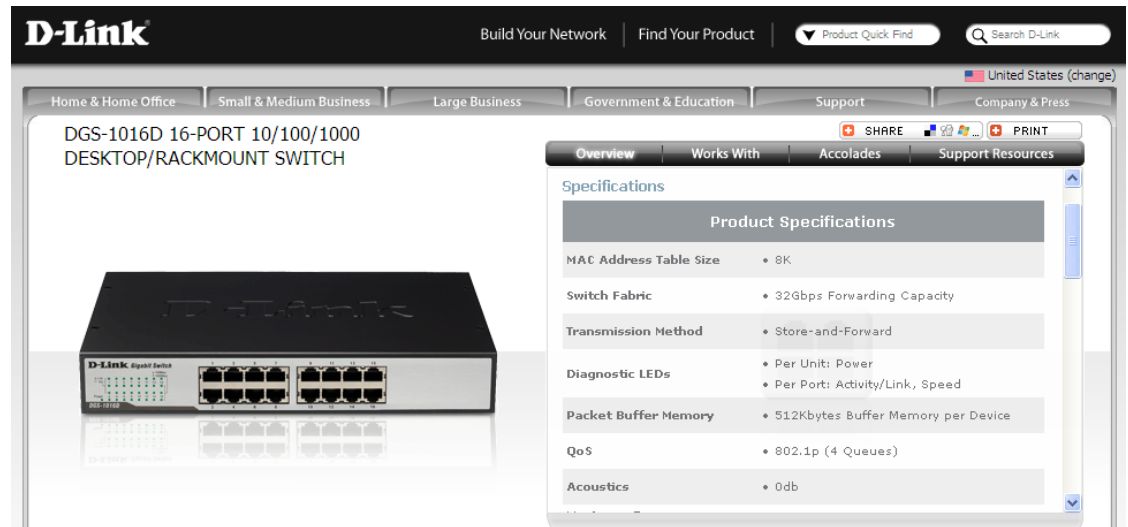 D-Link
Build Your Network
Find Your Product
Product Quick Find
Search D-Link
United States (change)
Home & Home Office
Small & Medium Business
Large Business
Government & Education
Support
Company & Press
DGS-1016D 16-PORT 10/100/1000
DESKTOP/RACKMOUNT SWITCH
SHARE
...
PRINT
Overview
Works With
Accolades
Support Resources
Specifications
Product Specifications
MAC Address Table Size
• 8K
Switch Fabric
• 32Gbps Forwarding Capacity
Transmission Method
• Store-and-Forward
Diagnostic LEDs
• Per Unit: Power
• Per Port: Activity/Link, Speed
Packet Buffer Memory
• 512Kbytes Buffer Memory per Device
QoS
• 802.1p (4 Queues)
Acoustics
• 0db
D-Link
D-Link Gigabit Switch
DGS-1016D